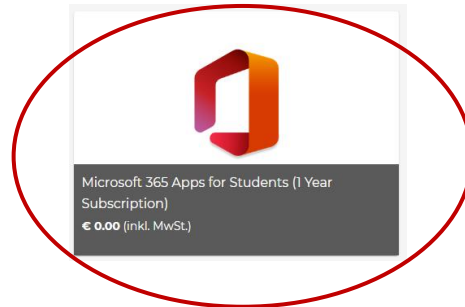 Microsoft 365 Apps for Students (1 Year
Subscription)
€ 0.00 (inkl. MwSt.)